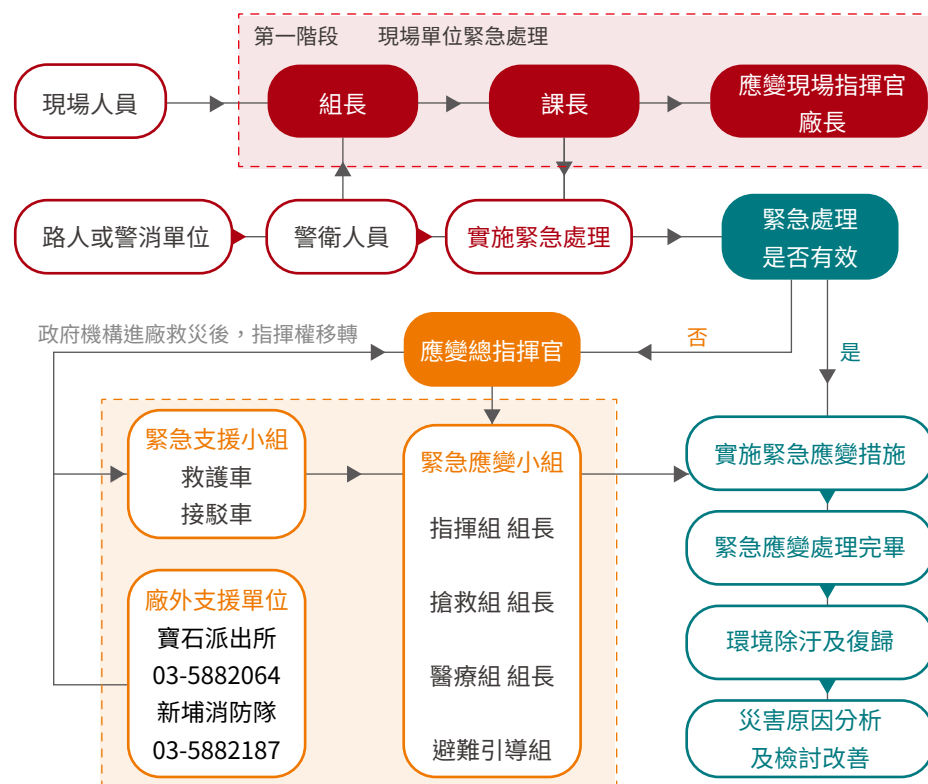 第一階段 現場單位緊急處理
現場人員
組長
課長
應變現場指揮官
廠長
路人或警消單位
警衛人員
實施緊急處理
緊急處理
是否有效
政府機構進廠救災後，指揮權移轉
應變總指揮官
否
是
緊急支援小組
救護車
接駁車
緊急應變小組
指揮組 組長
搶救組 組長
醫療組 組長
避難引導組
廠外支援單位
寶石派出所
03-5882064
新埔消防隊
03-5882187
實施緊急應變措施
緊急應變處理完畢
環境除汙及復歸
災害原因分析
及檢討改善